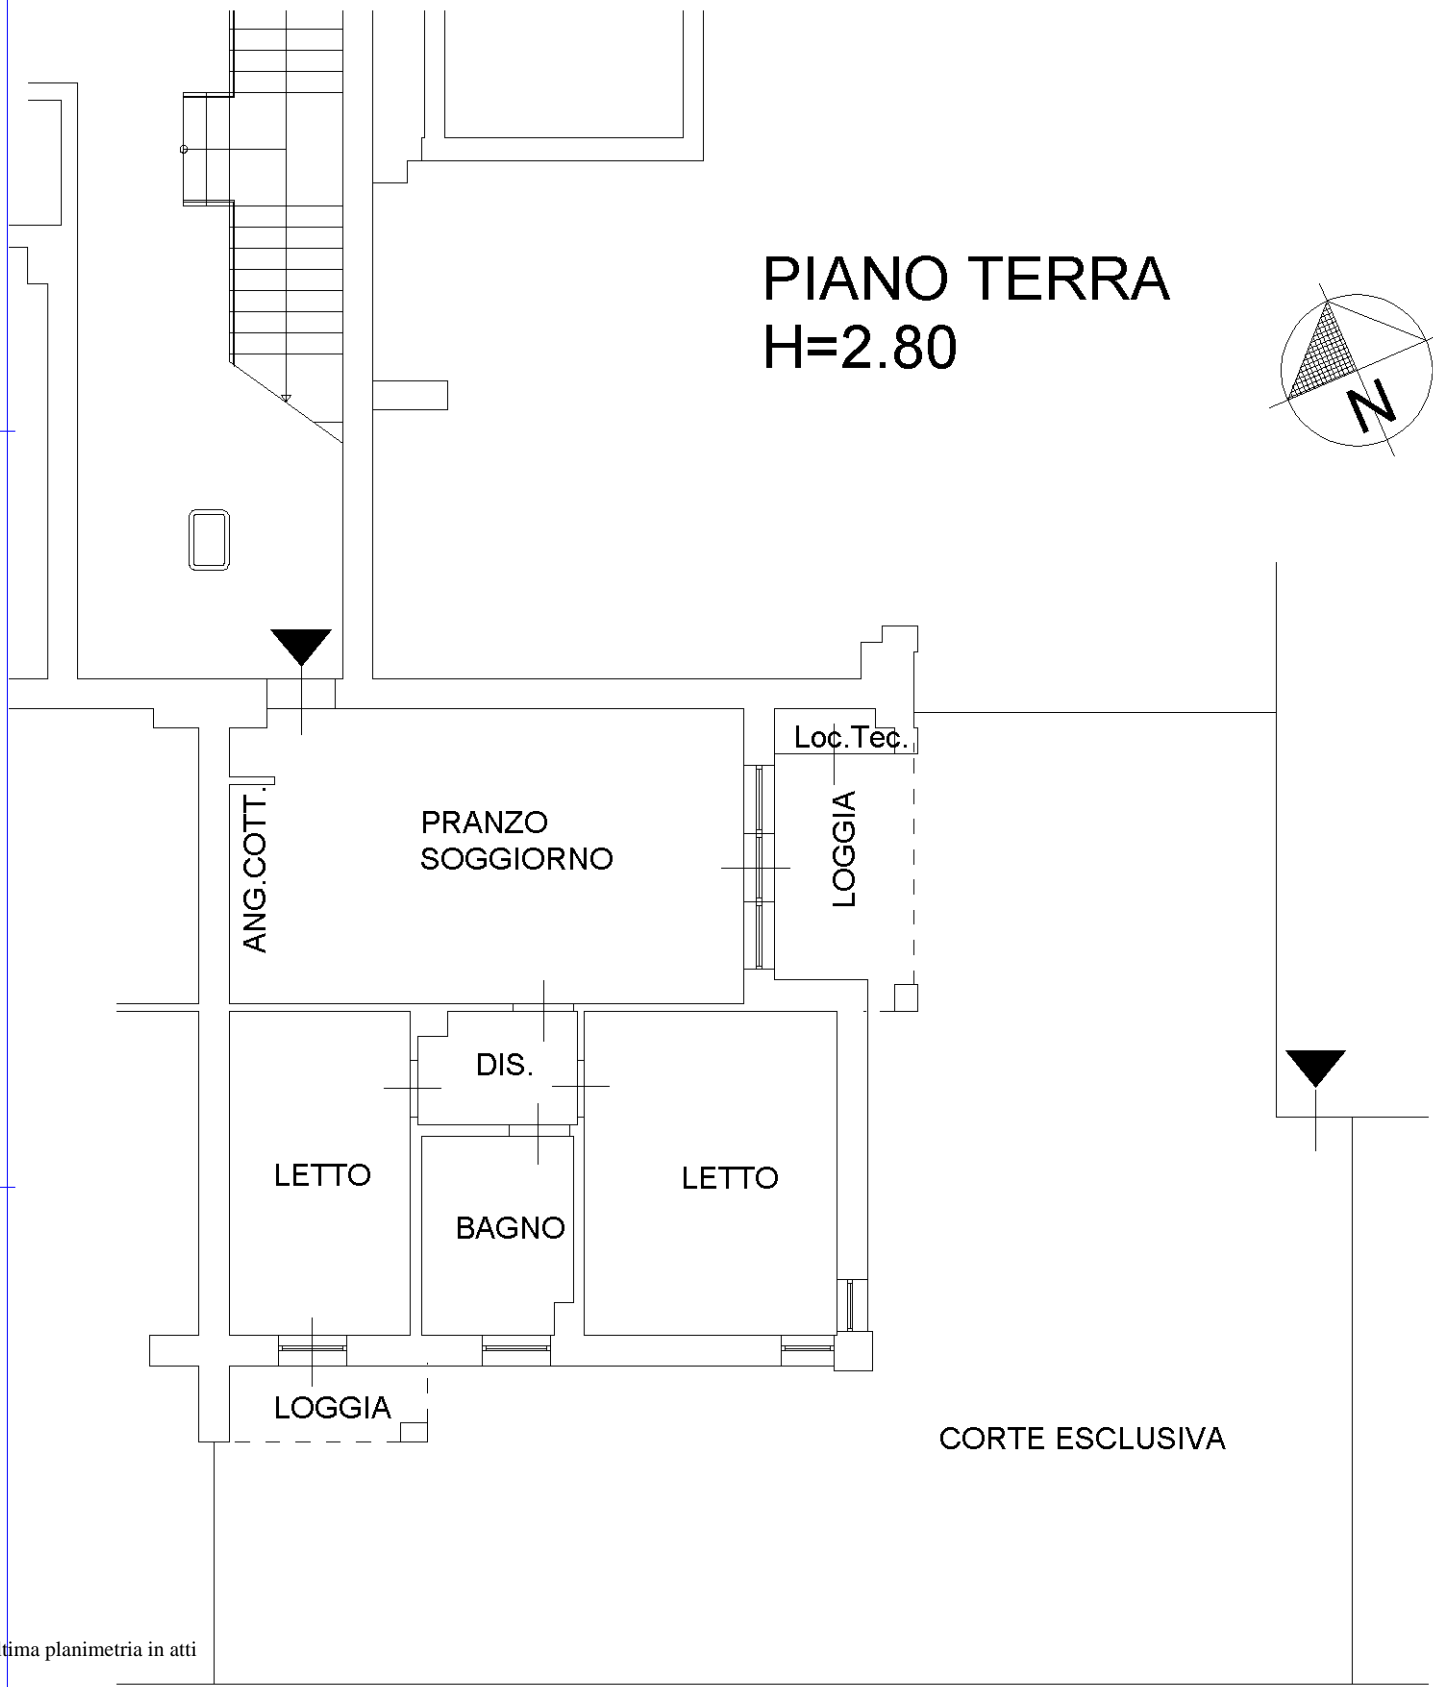 PIANO TERRA
H=2.80
N
Loc.Tec.
LOGGIA
PRANZO
SOGGIORNO
ANG.COTT.
DIS.
LETTO
LETTO
BAGNO
LOGGIA
CORTE ESCLUSIVA
tima planimetria in atti